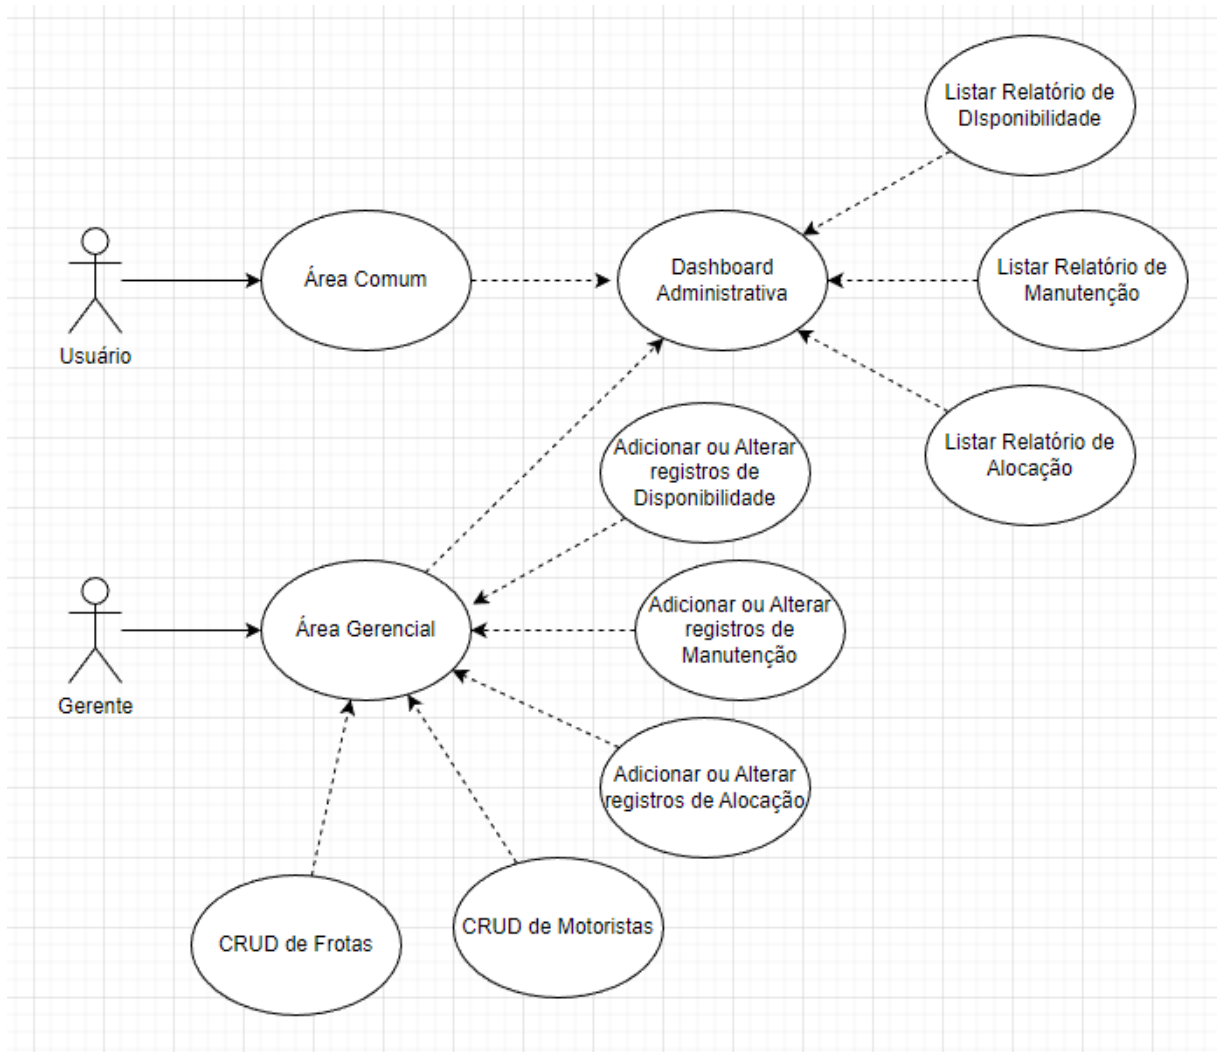 Listar Relatório de
DIsponibilidade
Área Comum
Dashboard
Administrativa
Listar Relatório de
Manutenção
Usuário
Listar Relatório de
Alocação
Adicionar ou Alterar
registros de
Disponibilidade
Área Gerencial
Adicionar ou Alterar
registros de
Manutenção
Gerente
Adicionar ou Alterar
registros de Alocação
CRUD de Frotas
CRUD de Motoristas